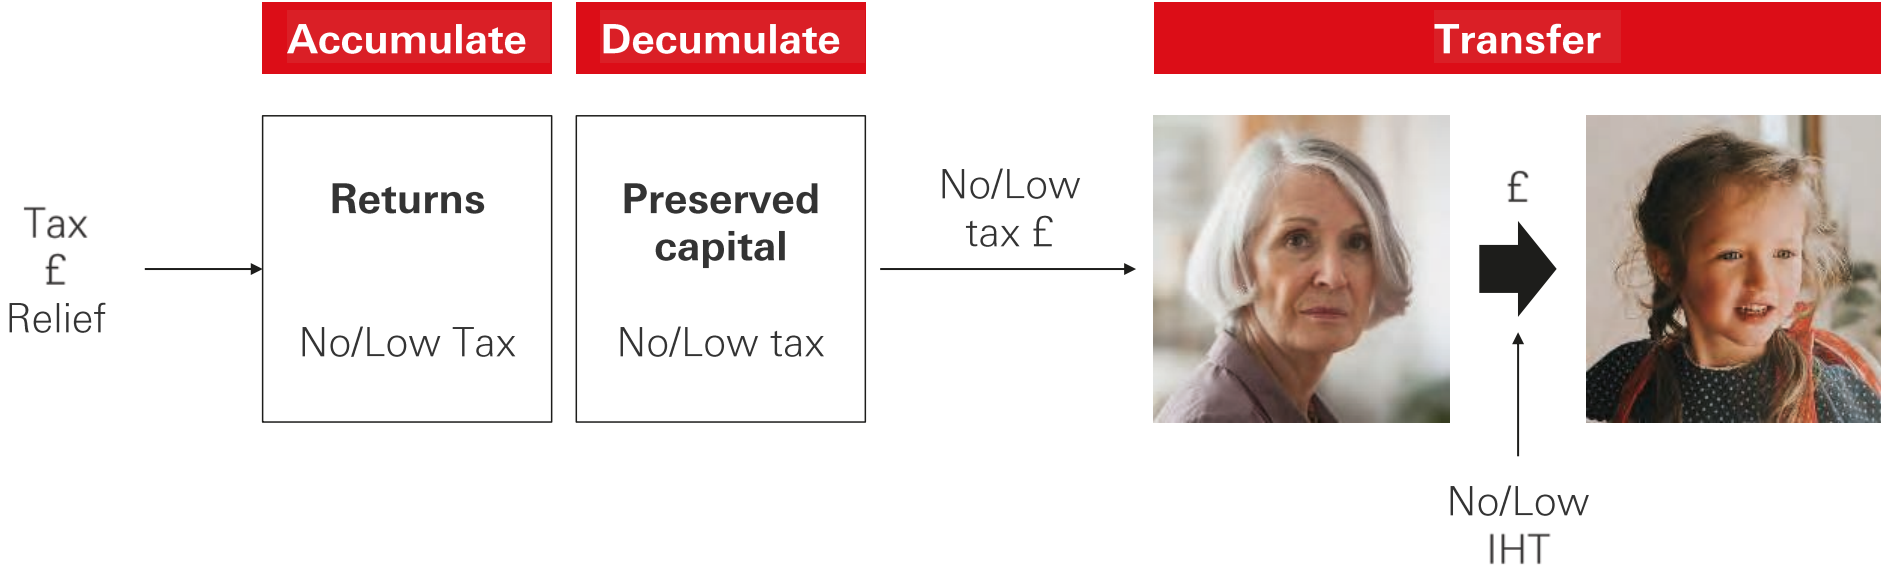 Accumulate
Decumulate
Transfer
Tax
£
Relief
Returns
No/Low Tax
Preserved
capital
No/Low tax
No/Low
tax £
£
No/Low
IHT